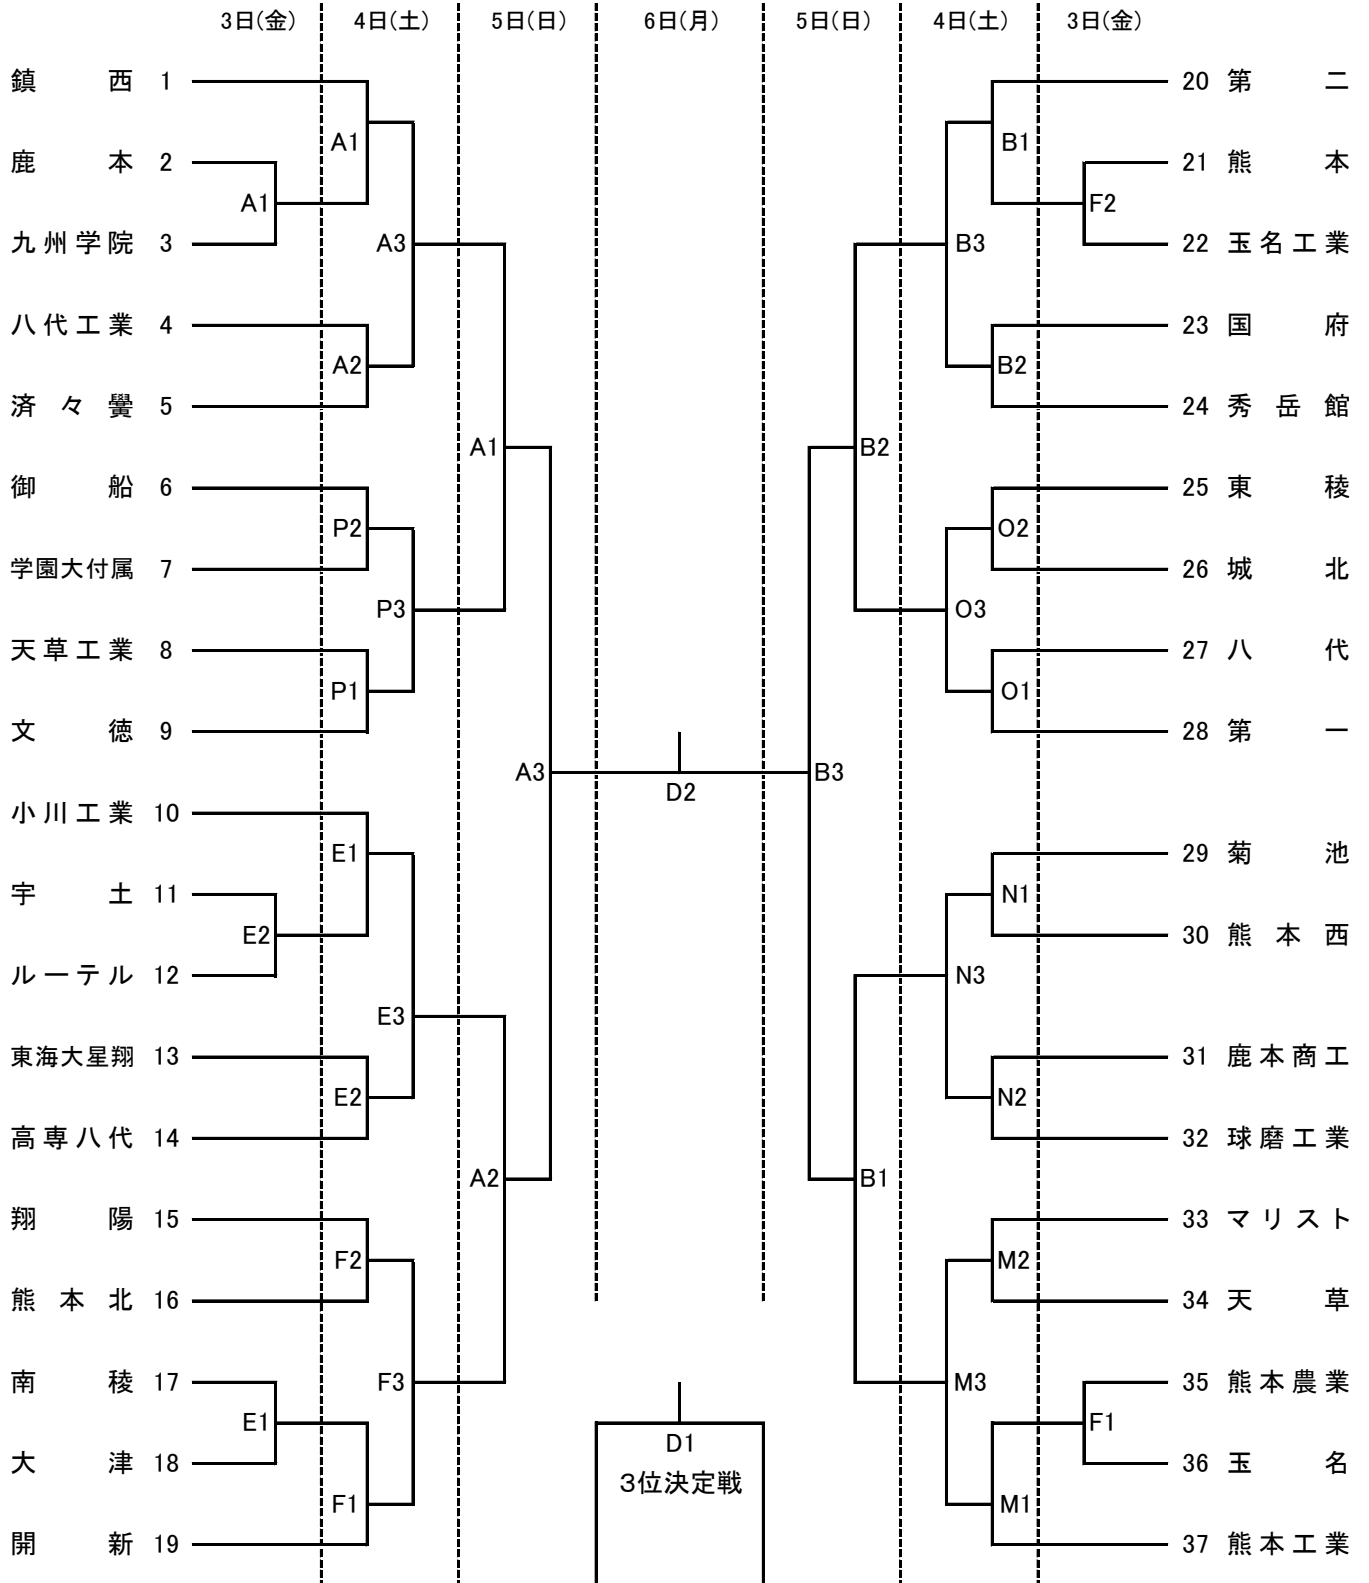 3日(金) 4日(土) 5日(日) 6日(月) 5日(日) 4日(土) 3日(金)
鎮西 1
鹿本 2
九州学院 3
八代工業 4
済々黌 5
御船 6
学園大付属 7
天草工業 8
文徳 9
小川工業 10
宇土 11
ルーテル 12
東海大星翔 13
高専八代 14
翔陽 15
熊本北 16
南稜 17
大津 18
開新 19
A1
A1
A3
A2
A1
P2
P3
P1
A3
E1
E2
E3
E2
A2
F2
F3
E1
F1
D2
D1
3位決定戦
B1
F2
B3
B2
B2
O2
O3
O1
B3
N1
N3
N2
B1
M2
M3
F1
M1
20 第二
21 熊本
22 玉名工業
23 国府
24 秀岳館
25 東稜
26 城北
27 八代
28 第一
29 菊池
30 熊本西
31 鹿本商工
32 球磨工業
33 マリスト
34 天草
35 熊本農業
36 玉名
37 熊本工業